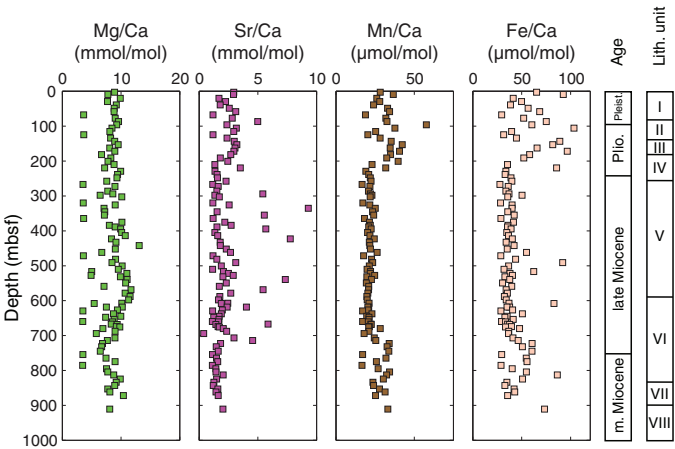 Mg/Ca
(mmol/mol)
Sr/Ca
(mmol/mol)
Mn/Ca
(µmol/mol)
Fe/Ca
(µmol/mol)
Age
Lith. unit
0 10 20
0 5 10
0 50
0 50 100
Depth (mbsf)
0
100
200
300
400
500
600
700
800
900
1000
Pleist.
Plio.
late Miocene
m. Miocene
I
II
III
IV
V
VI
VII
VIII